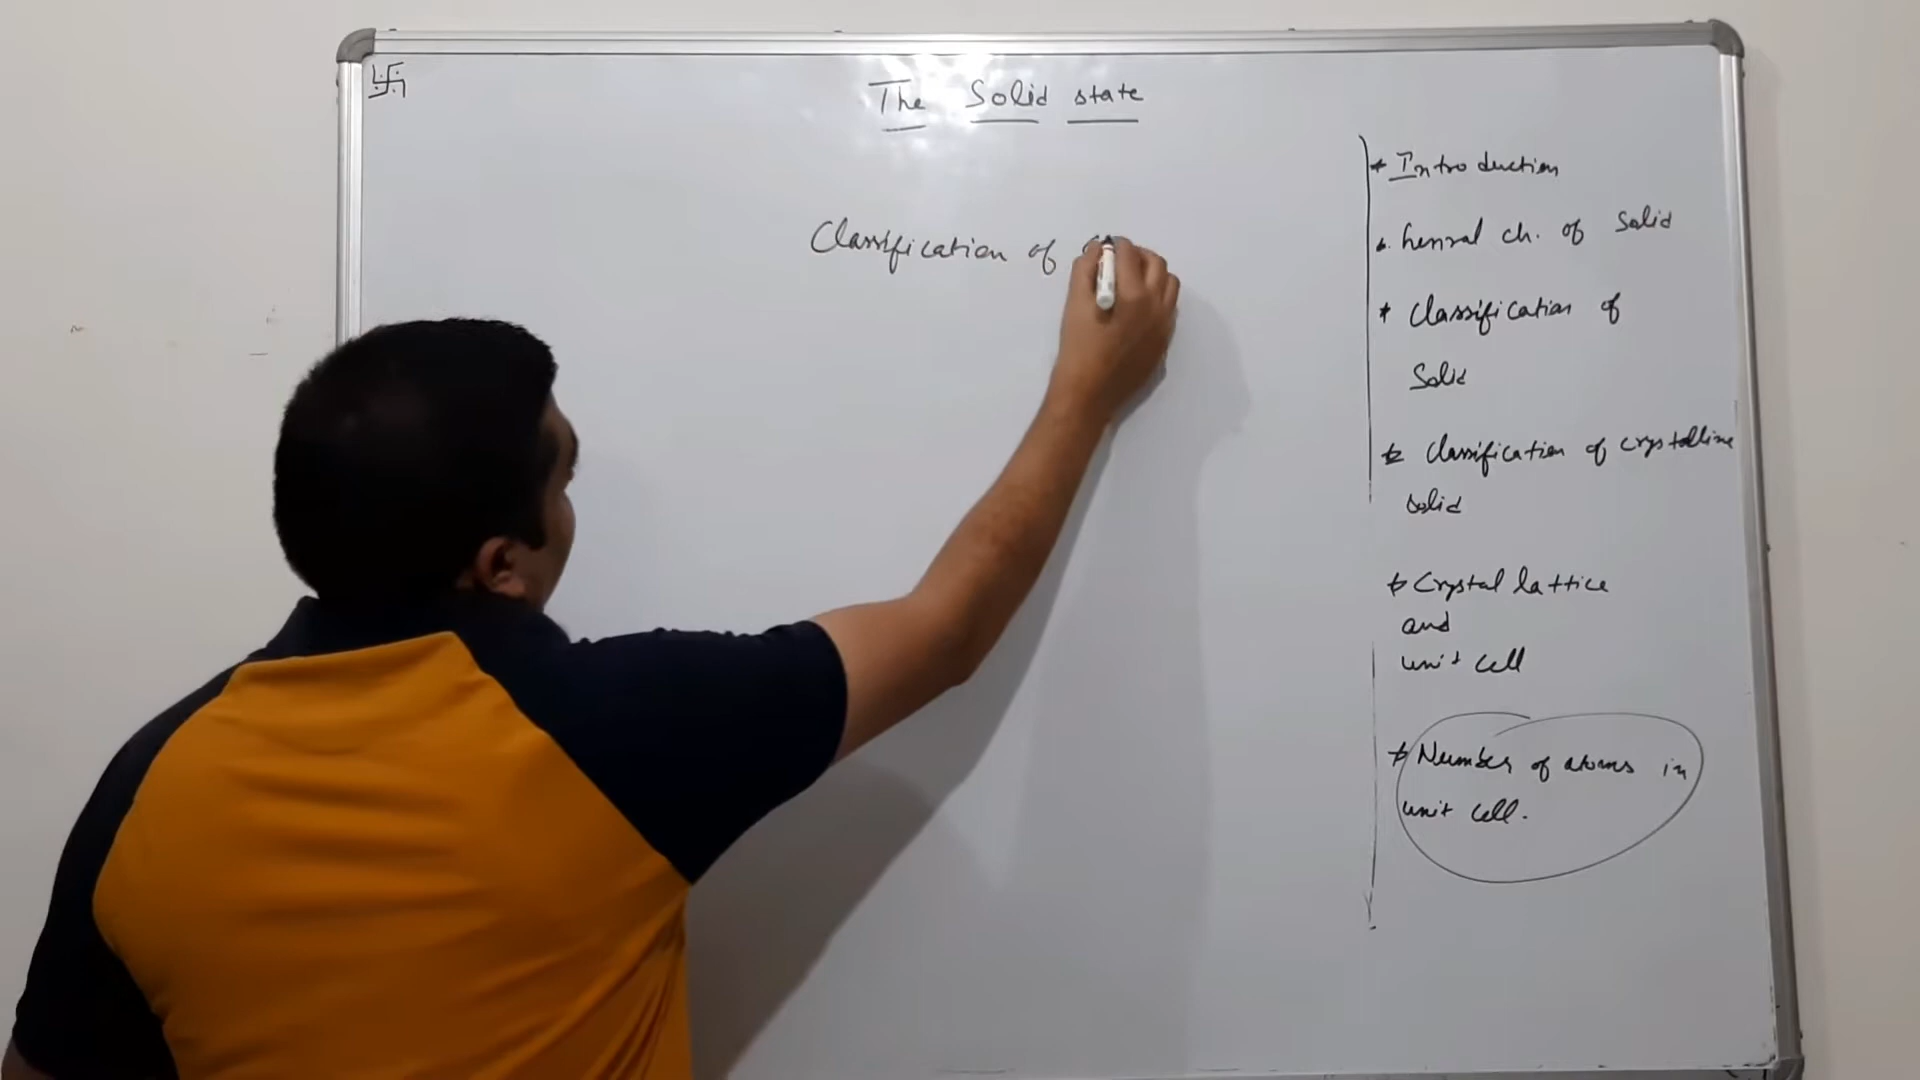 The Solid state
Classification of
* Introduction
* Genral ch. of Solid
* Classification of
Solid
* Classification of crystalline
solid
* Crystal lattice
and
unit cell
* Number of atoms in
unit cell.